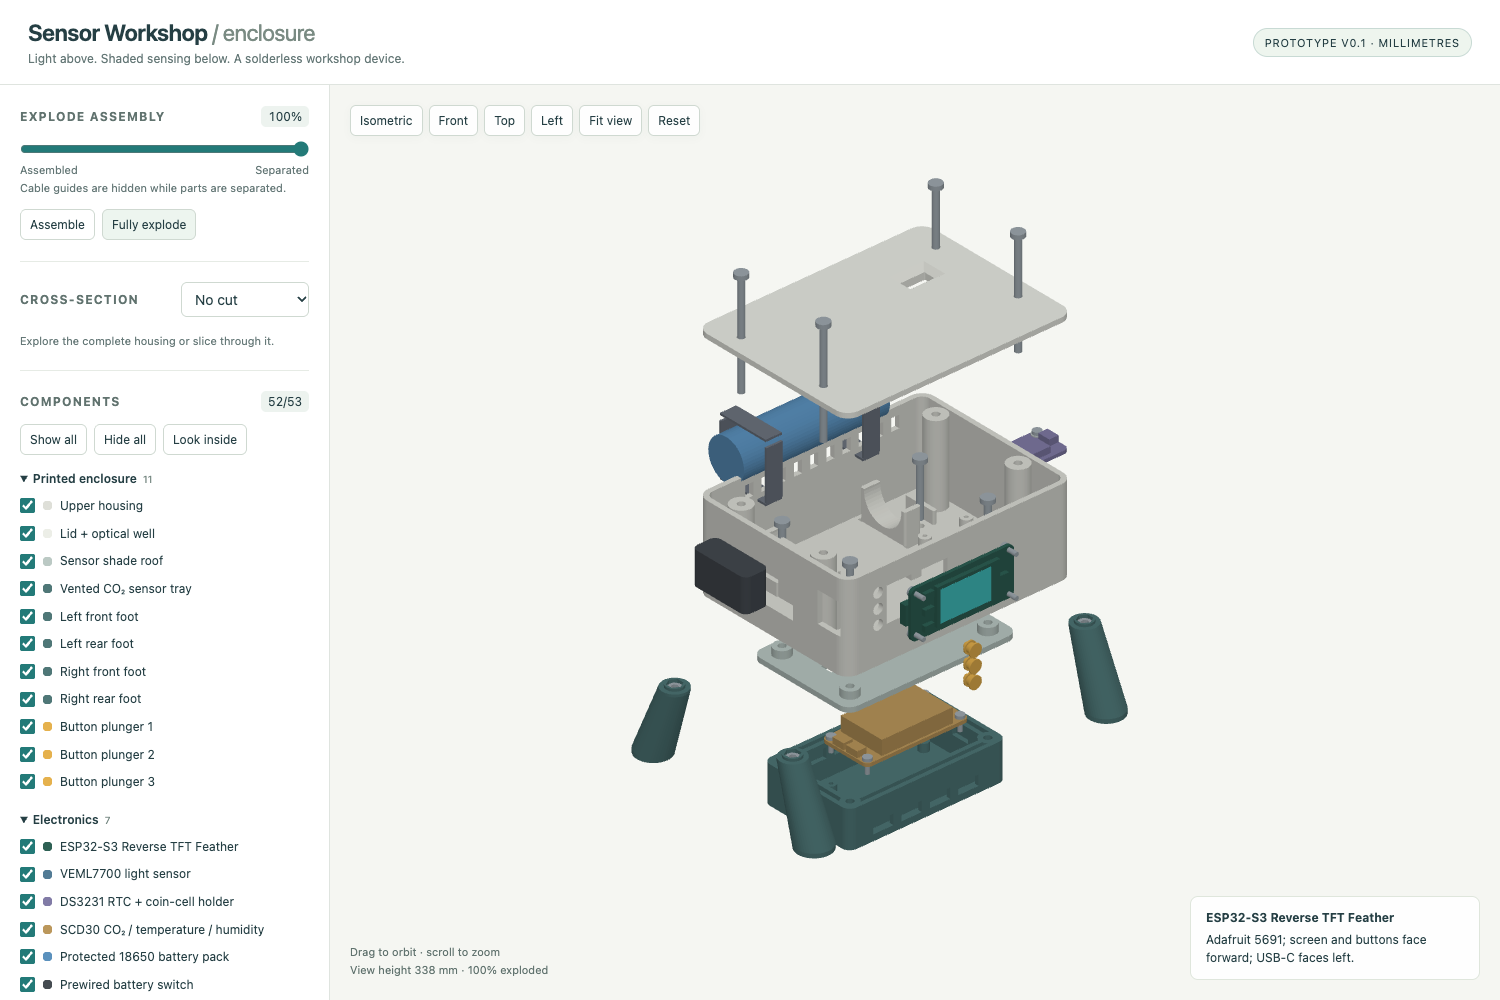 Sensor Workshop / enclosure
Light above. Shaded sensing below. A solderless workshop device.
PROTOTYPE V0.1 · MILLIMETRES
EXPLODE ASSEMBLY
100%
Assembled
Separated
Cable guides are hidden while parts are separated.
Assemble
Fully explode
CROSS-SECTION
No cut
Explore the complete housing or slice through it.
COMPONENTS
52/53
Show all
Hide all
Look inside
Printed enclosure 11
Upper housing
Lid + optical well
Sensor shade roof
Vented CO₂ sensor tray
Left front foot
Left rear foot
Right front foot
Right rear foot
Button plunger 1
Button plunger 2
Button plunger 3
Electronics 7
ESP32-S3 Reverse TFT Feather
VEML7700 light sensor
DS3231 RTC + coin-cell holder
SCD30 CO₂ / temperature / humidity
Protected 18650 battery pack
Prewired battery switch
Isometric
Front
Top
Left
Fit view
Reset
Drag to orbit · scroll to zoom
View height 338 mm · 100% exploded
ESP32-S3 Reverse TFT Feather
Adafruit 5691; screen and buttons face
forward; USB-C faces left.